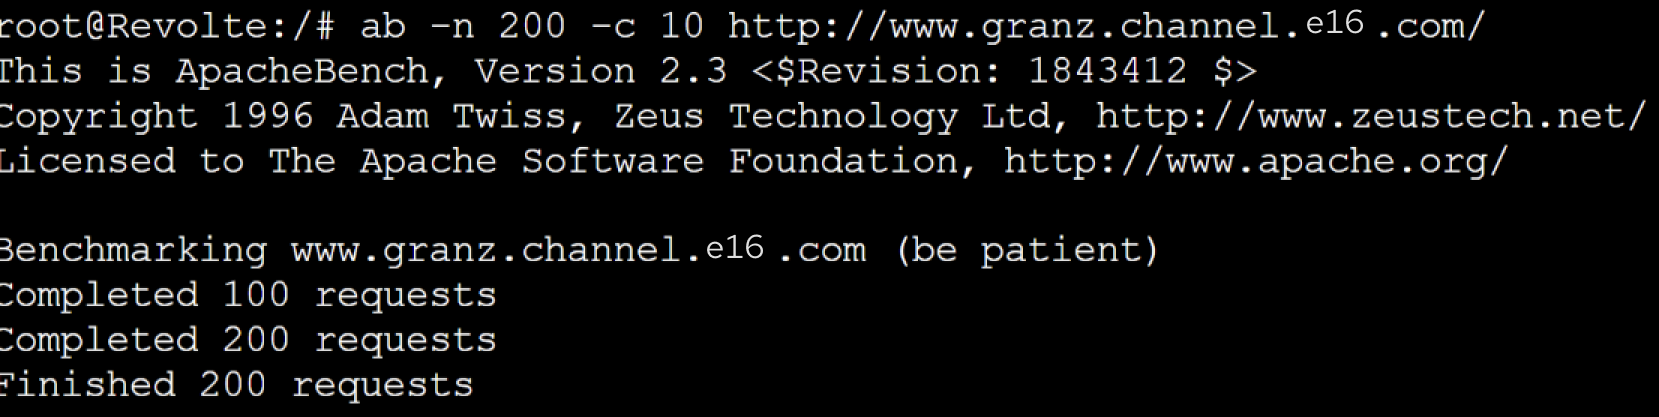 root@Revolte:/# ab -n 200 -c 10 http://www.granz.channel.e16.com/
This is ApacheBench, Version 2.3 <$Revision: 1843412 $>
Copyright 1996 Adam Twiss, Zeus Technology Ltd, http://www.zeustech.net/
Licensed to The Apache Software Foundation, http://www.apache.org/

Benchmarking www.granz.channel.e16.com (be patient)
Completed 100 requests
Completed 200 requests
Finished 200 requests